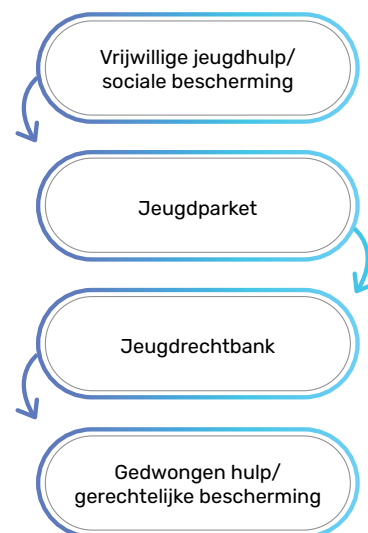 Vrijwillige jeugdhulp/
sociale bescherming
Jeugdparket
Jeugdrechtbank
Gedwongen hulp/
gerechtelijke bescherming